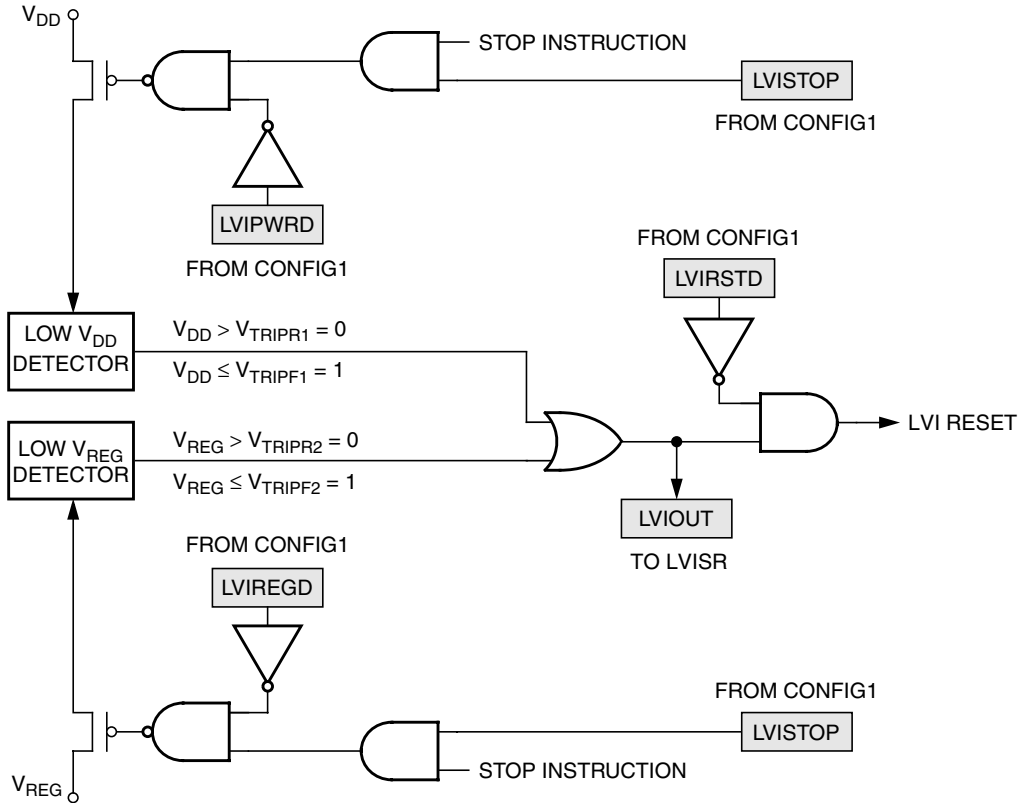 VDD
STOP INSTRUCTION
LVISTOP
FROM CONFIG1
LVIPWRD
FROM CONFIG1
FROM CONFIG1
LVIRSTD
LOW VDD
DETECTOR
VDD > VTRIPR1 = 0
VDD ≤ VTRIPF1 = 1
LVI RESET
LOW VREG
DETECTOR
VREG > VTRIPR2 = 0
VREG ≤ VTRIPF2 = 1
LVIOUT
TO LVISR
FROM CONFIG1
LVIREGD
FROM CONFIG1
LVISTOP
STOP INSTRUCTION
VREG